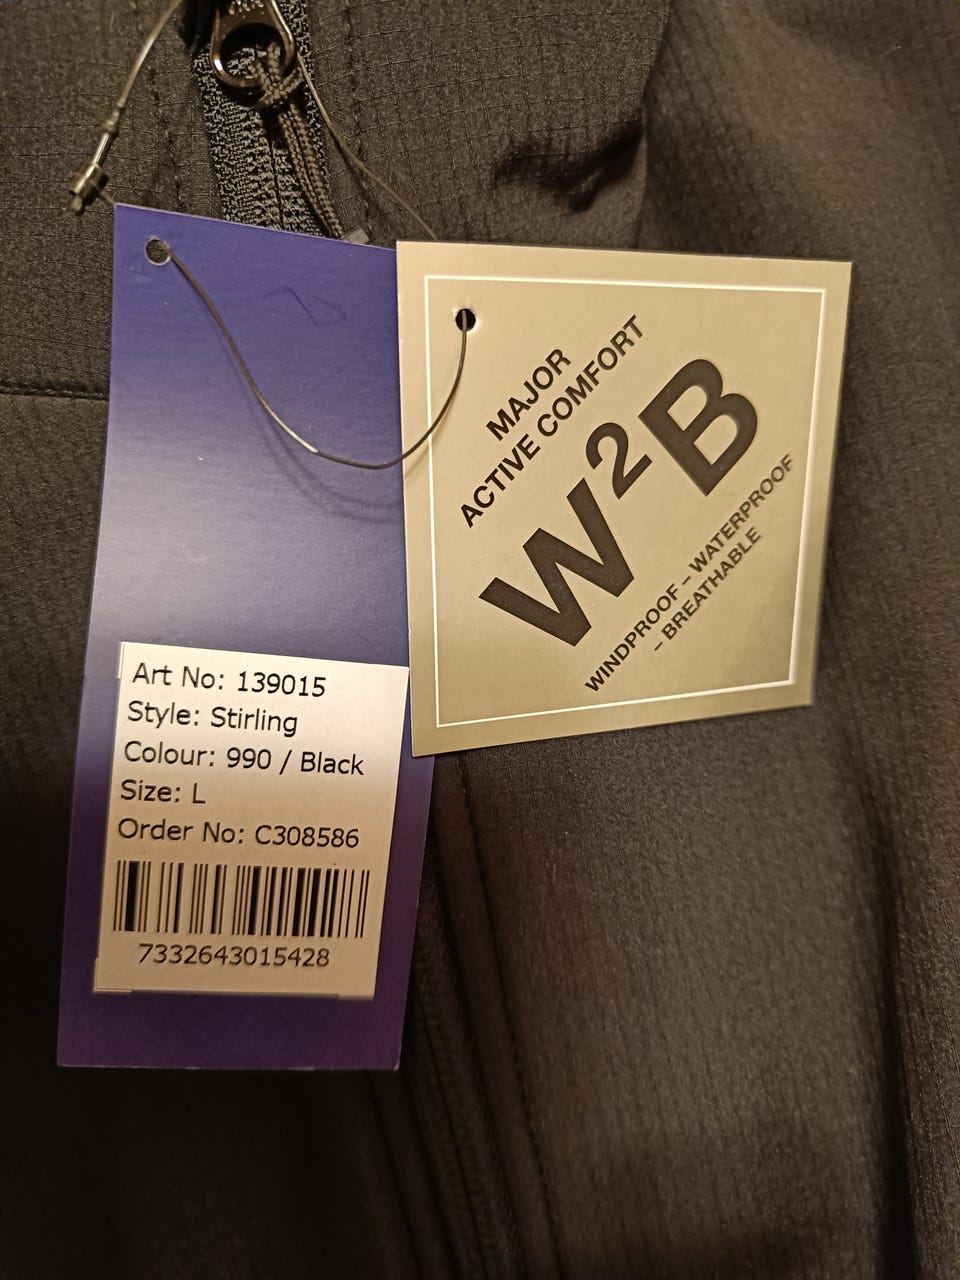 Art No: 139015
Style: Stirling
Colour: 990 / Black
Size: L
Order No: C308586
7332643015428
MAJOR
ACTIVE COMFORT
W²B
WINDPROOF – WATERPROOF
– BREATHABLE